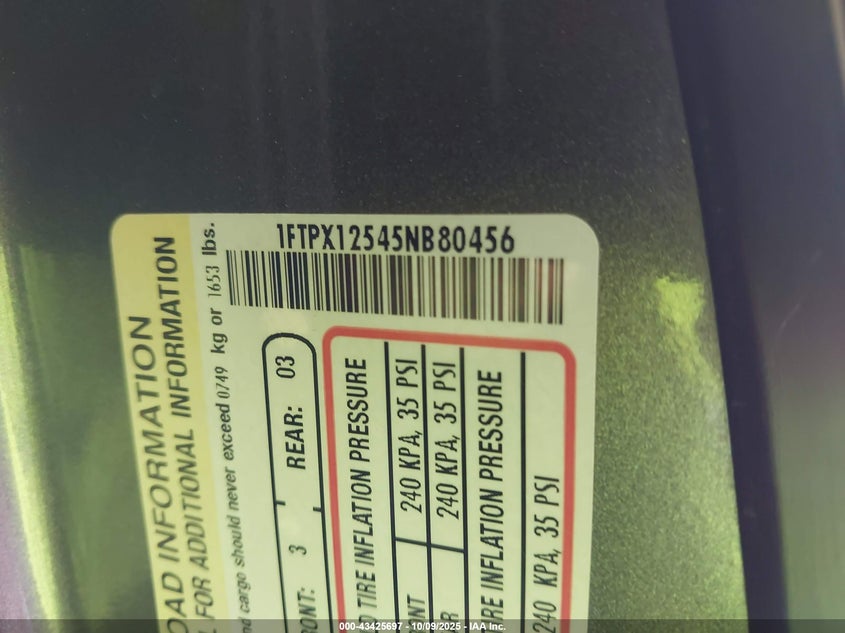 1FTPX12545NB80456
OAD INFORMATION
FOR ADDITIONAL INFORMATION
nd cargo should never exceed 0749 kg or 1653 lbs.
ONT: 3 REAR: 03
TIRE INFLATION PRESSURE
NT 240 KPA, 35 PSI
R 240 KPA, 35 PSI
RE INFLATION PRESSURE
240 KPA, 35 PSI
000-43425697 - 10/09/2025 - IAA Inc.